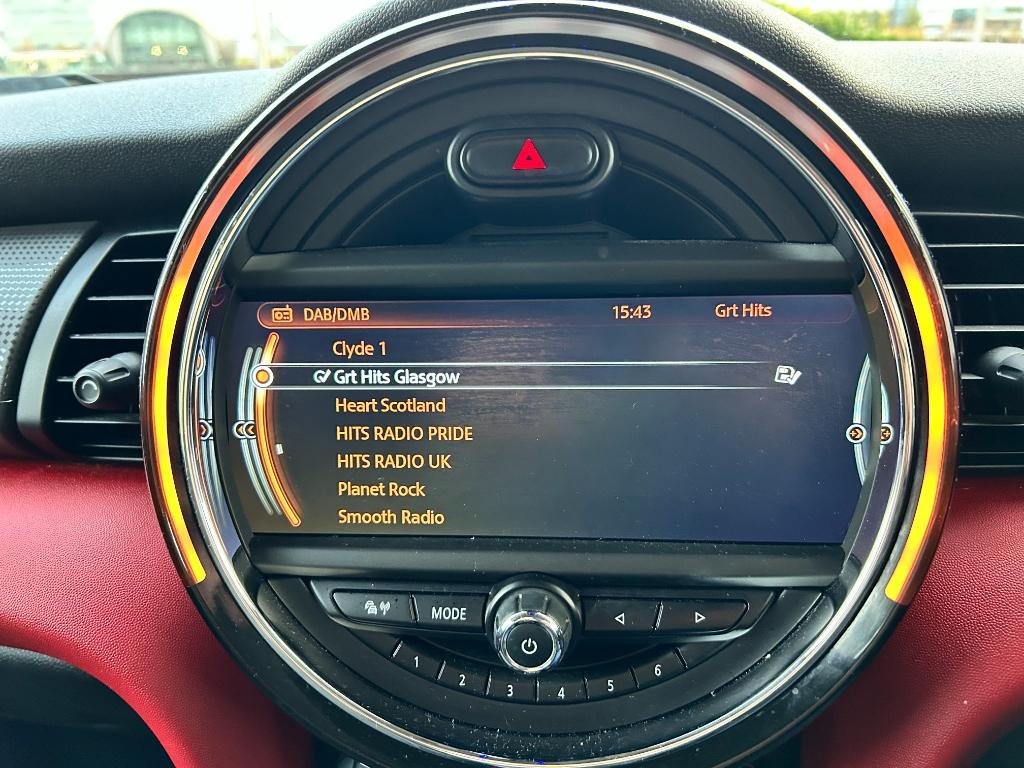 DAB/DMB 15:43 Grt Hits
Clyde 1
Grt Hits Glasgow
Heart Scotland
HITS RADIO PRIDE
HITS RADIO UK
Planet Rock
Smooth Radio
MODE
1 2 3 4 5 6